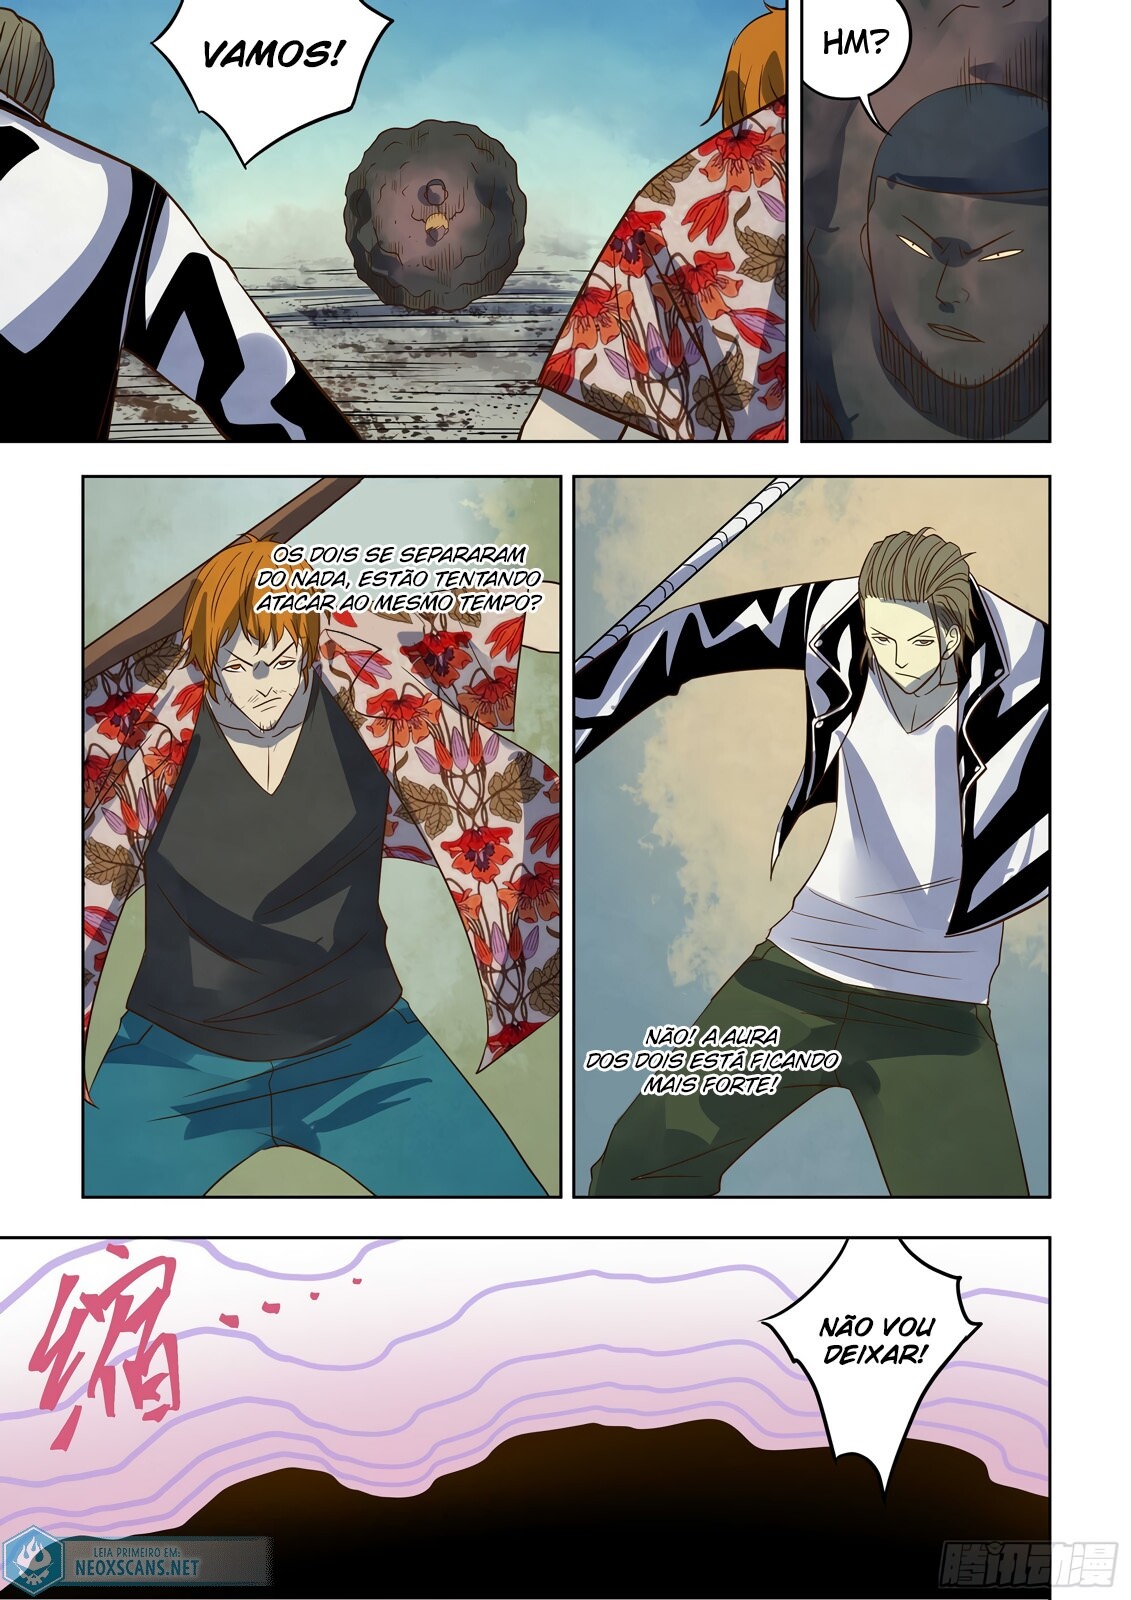 VAMOS!
HM?
OS DOIS SE SEPARARAM
DO NADA, ESTÃO TENTANDO
ATACAR AO MESMO TEMPO?
NÃO! A AURA
DOS DOIS ESTÁ FICANDO
MAIS FORTE!
缩
NÃO VOU
DEIXAR!
LEIA PRIMEIRO EM:
NEOXSCANS.NET
腾讯动漫